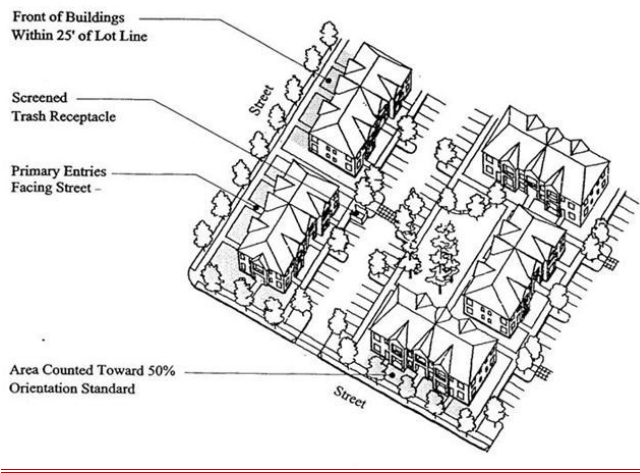 Front of Buildings
Within 25' of Lot Line
Street
Screened
Trash Receptacle
Primary Entries
Facing Street –
Area Counted Toward 50%
Orientation Standard
Street